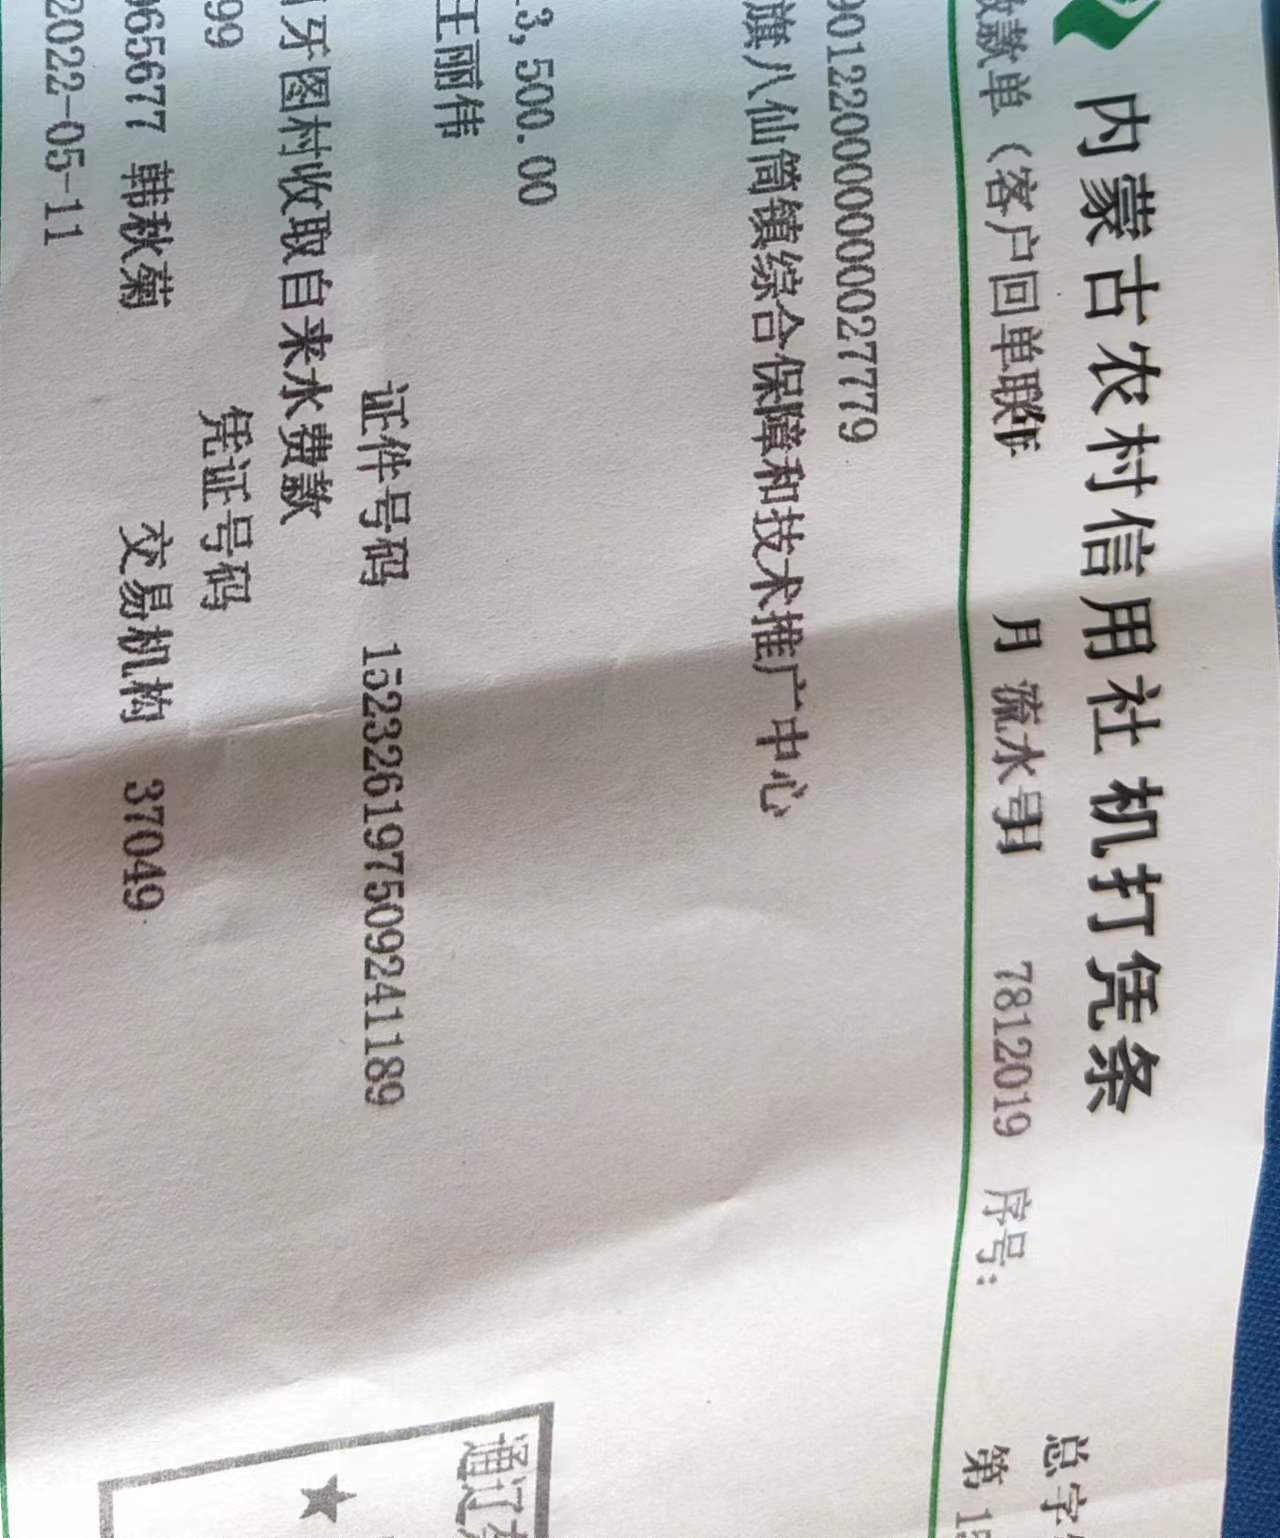 内蒙古农村信用社 机打凭条
总字
款单（客户回单联 年 月 流水号 日 7812019 序号:
第
9012200000000027779
旗八仙筒镇综合保障和技术推广中心
3,500.00
王丽伟
证件号码 152326197509241189
牙图村收取自来水费款
99 凭证号码
065677 韩秋菊 交易机构 37049
2022-05-11
通辽